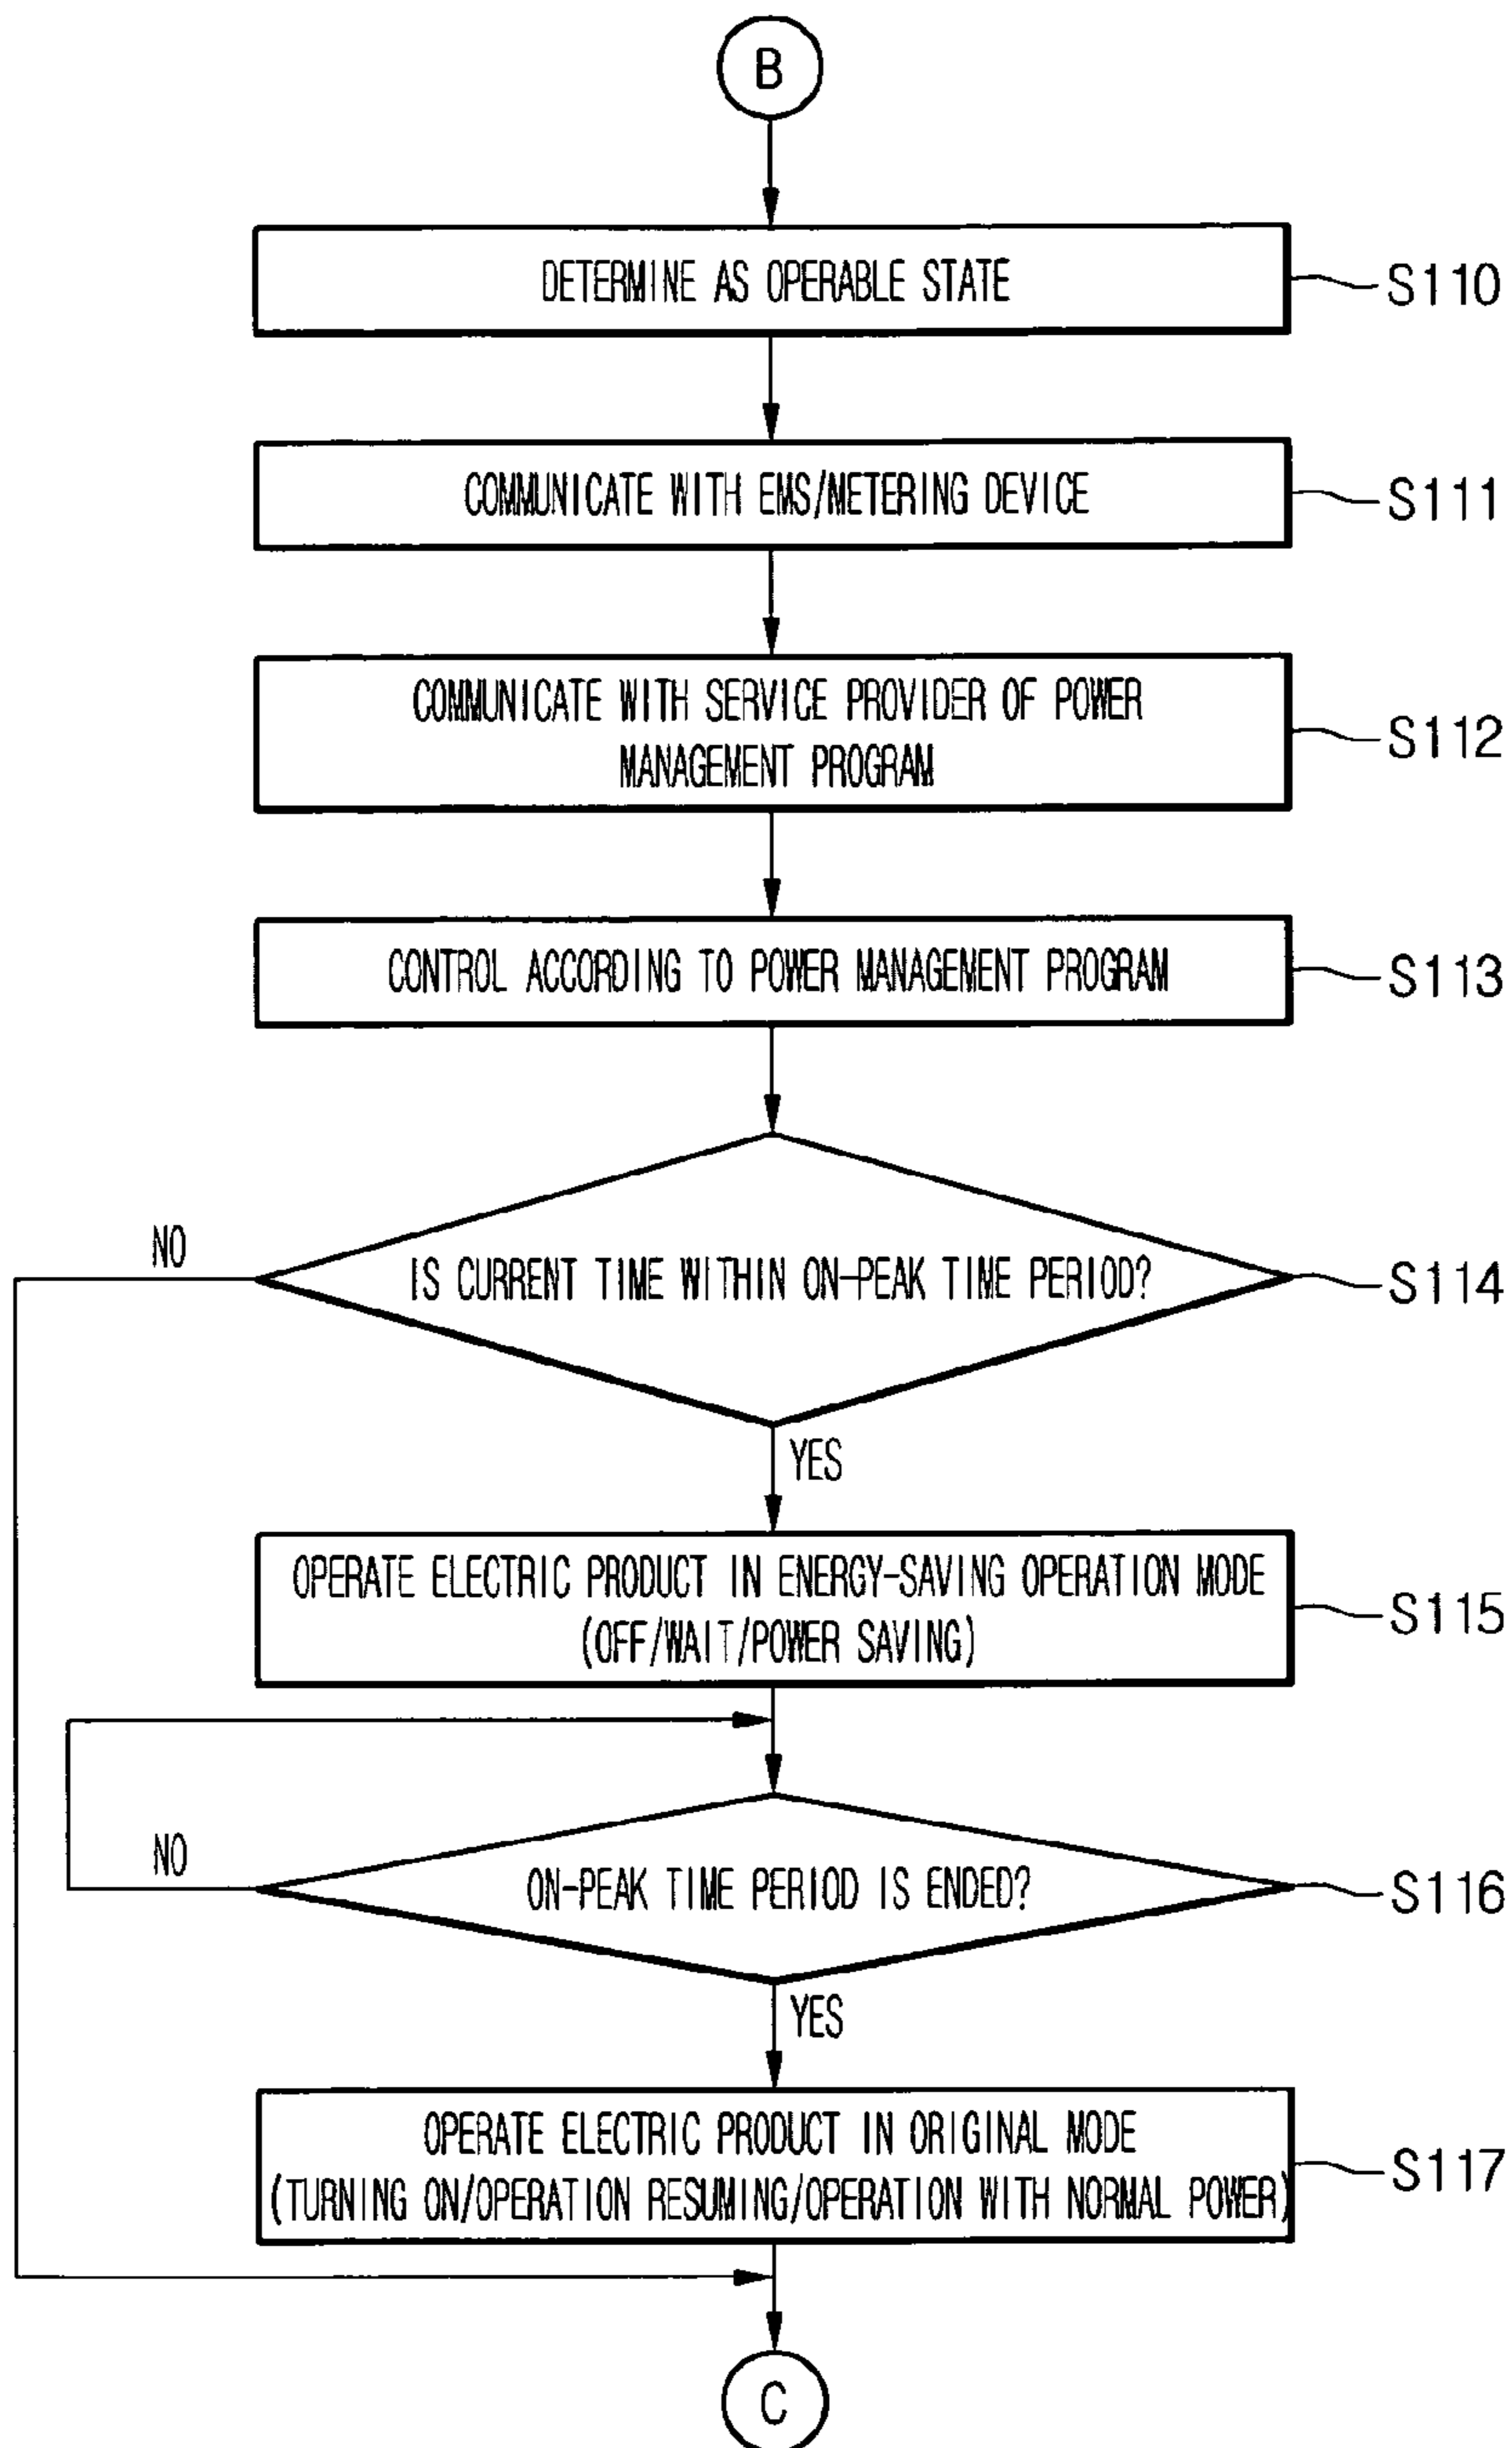 B
DETERMINE AS OPERABLE STATE
S110
COMMUNICATE WITH EMS/METERING DEVICE
S111
COMMUNICATE WITH SERVICE PROVIDER OF POWER
MANAGEMENT PROGRAM
S112
CONTROL ACCORDING TO POWER MANAGEMENT PROGRAM
S113
NO
IS CURRENT TIME WITHIN ON-PEAK TIME PERIOD?
S114
YES
OPERATE ELECTRIC PRODUCT IN ENERGY-SAVING OPERATION MODE
(OFF/WAIT/POWER SAVING)
S115
NO
ON-PEAK TIME PERIOD IS ENDED?
S116
YES
OPERATE ELECTRIC PRODUCT IN ORIGINAL MODE
(TURNING ON/OPERATION RESUMING/OPERATION WITH NORMAL POWER)
S117
C